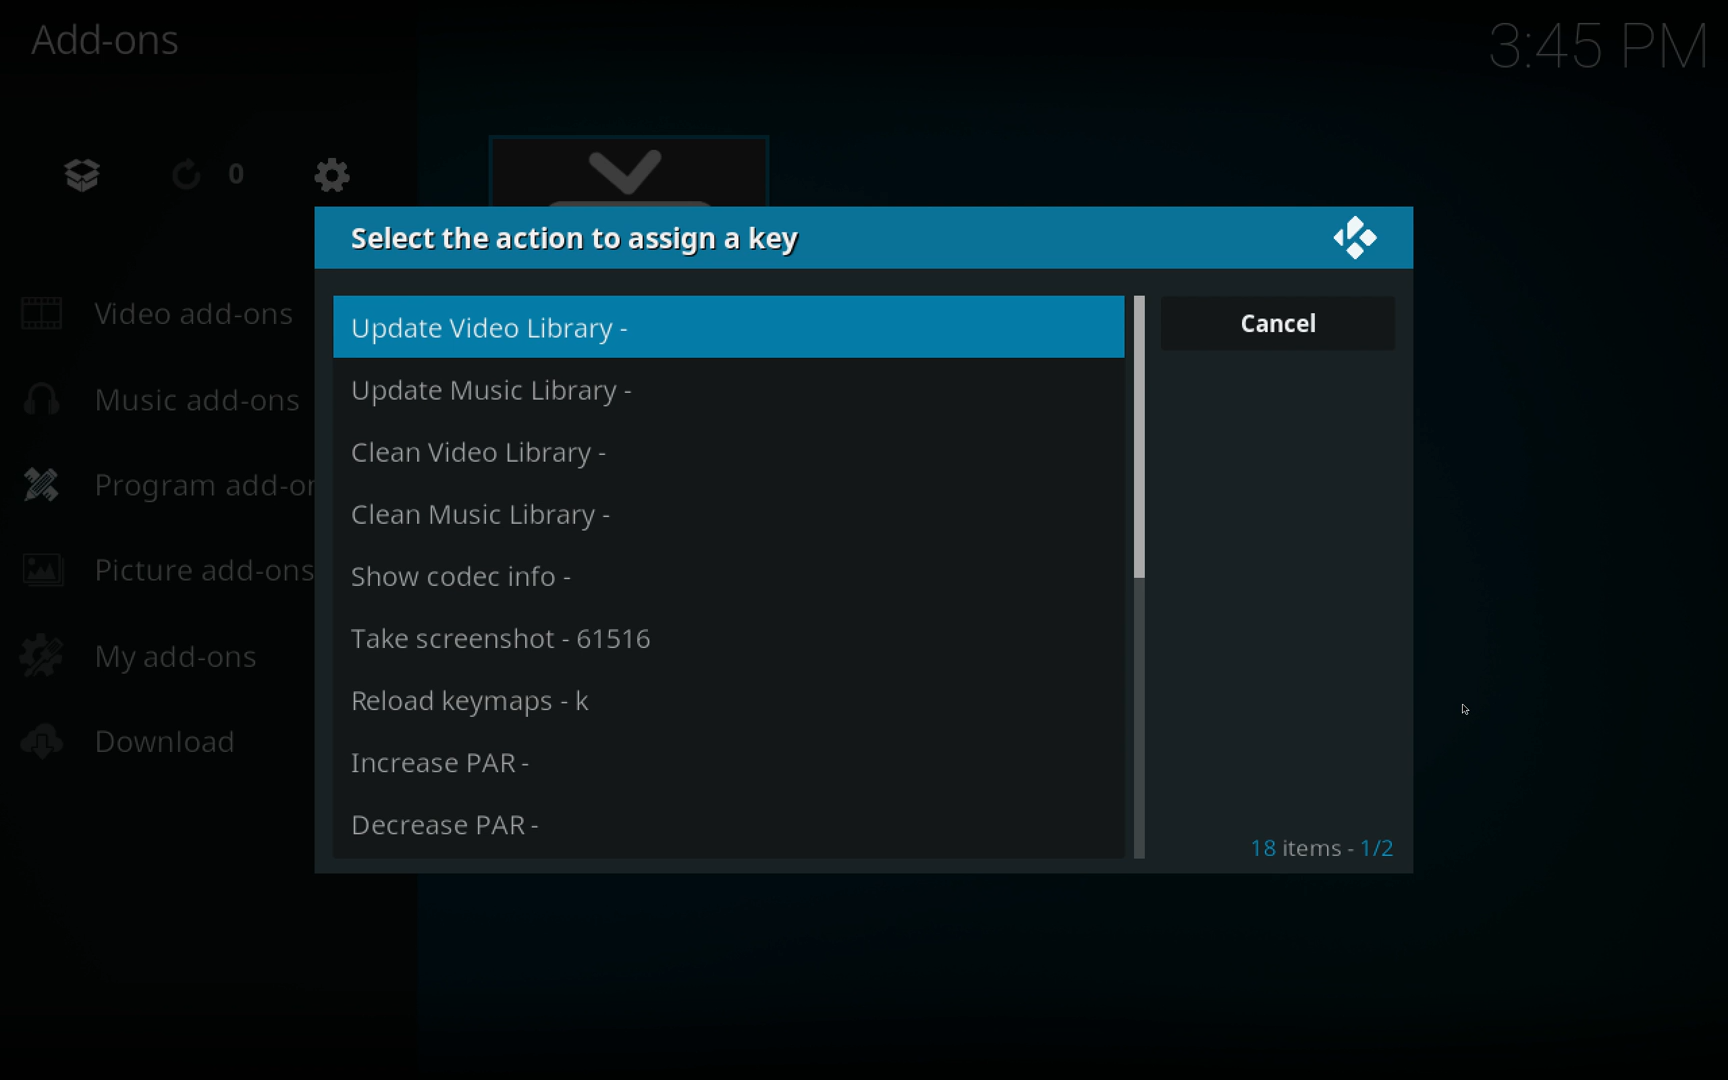 Add-ons
3:45 PM
0
Select the action to assign a key
Video add-ons
Music add-ons
Program add-or
Picture add-ons
My add-ons
Download
Update Video Library -
Update Music Library -
Clean Video Library -
Clean Music Library -
Show codec info -
Take screenshot - 61516
Reload keymaps - k
Increase PAR -
Decrease PAR -
Cancel
18 items - 1/2